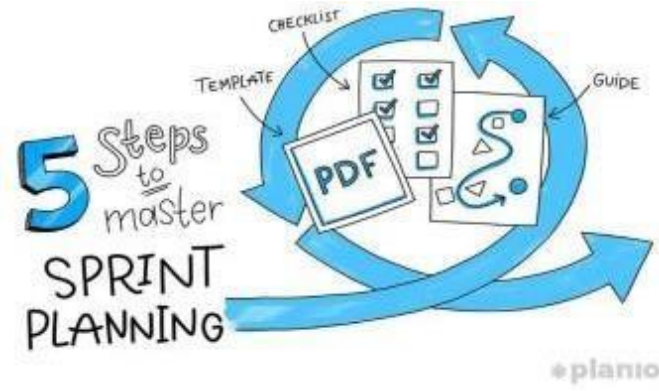 CHECKLIST
TEMPLATE
GUIDE
PDF
5 Steps
to
master
SPRINT
PLANNING
planio